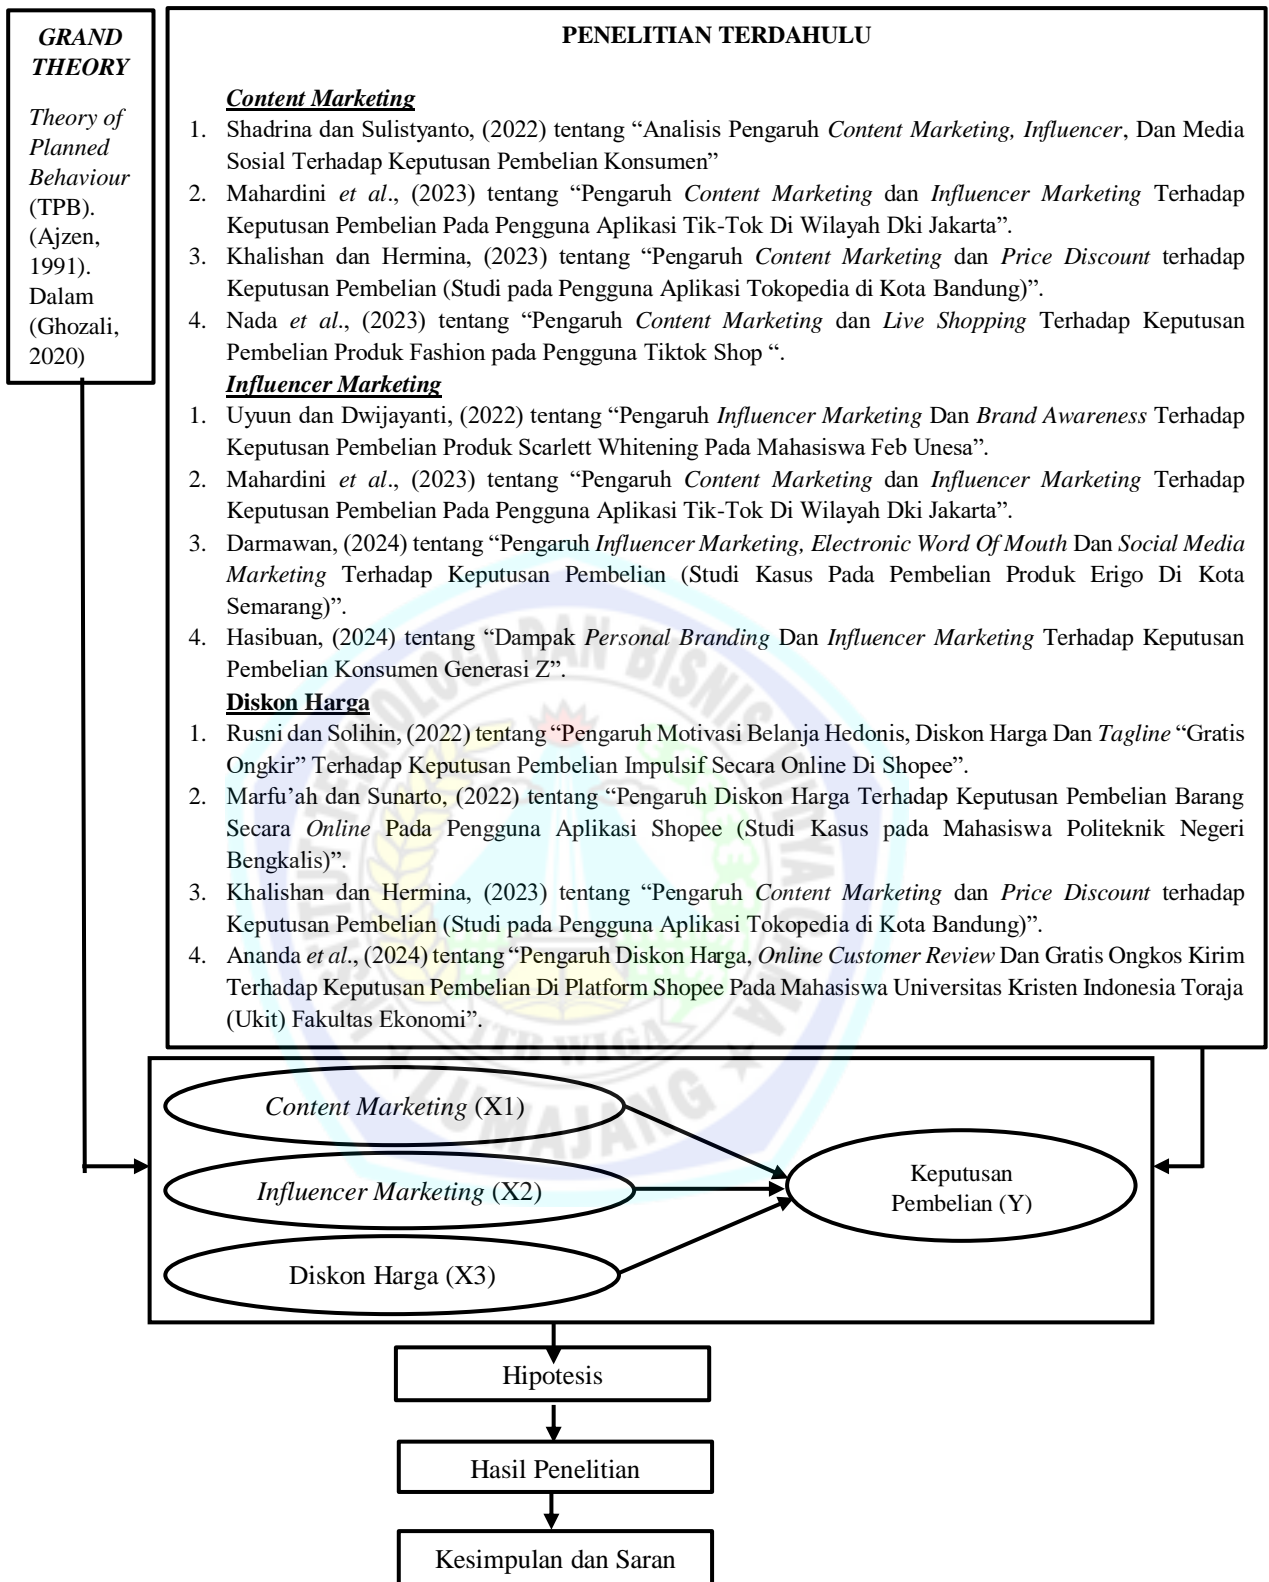 GRAND
THEORY
Theory of
Planned
Behaviour
(TPB).
(Ajzen,
1991).
Dalam
(Ghozali,
2020)
PENELITIAN TERDAHULU
Content Marketing
1. Shadrina dan Sulistyanto, (2022) tentang “Analisis Pengaruh Content Marketing, Influencer, Dan Media
Sosial Terhadap Keputusan Pembelian Konsumen”
2. Mahardini et al., (2023) tentang “Pengaruh Content Marketing dan Influencer Marketing Terhadap
Keputusan Pembelian Pada Pengguna Aplikasi Tik-Tok Di Wilayah Dki Jakarta”.
3. Khalishan dan Hermina, (2023) tentang “Pengaruh Content Marketing dan Price Discount terhadap
Keputusan Pembelian (Studi pada Pengguna Aplikasi Tokopedia di Kota Bandung)”.
4. Nada et al., (2023) tentang “Pengaruh Content Marketing dan Live Shopping Terhadap Keputusan
Pembelian Produk Fashion pada Pengguna Tiktok Shop “.
Influencer Marketing
1. Uyuun dan Dwijayanti, (2022) tentang “Pengaruh Influencer Marketing Dan Brand Awareness Terhadap
Keputusan Pembelian Produk Scarlett Whitening Pada Mahasiswa Feb Unesa”.
2. Mahardini et al., (2023) tentang “Pengaruh Content Marketing dan Influencer Marketing Terhadap
Keputusan Pembelian Pada Pengguna Aplikasi Tik-Tok Di Wilayah Dki Jakarta”.
3. Darmawan, (2024) tentang “Pengaruh Influencer Marketing, Electronic Word Of Mouth Dan Social Media
Marketing Terhadap Keputusan Pembelian (Studi Kasus Pada Pembelian Produk Erigo Di Kota
Semarang)”.
4. Hasibuan, (2024) tentang “Dampak Personal Branding Dan Influencer Marketing Terhadap Keputusan
Pembelian Konsumen Generasi Z”.
Diskon Harga
1. Rusni dan Solihin, (2022) tentang “Pengaruh Motivasi Belanja Hedonis, Diskon Harga Dan Tagline “Gratis
Ongkir” Terhadap Keputusan Pembelian Impulsif Secara Online Di Shopee”.
2. Marfu’ah dan Sunarto, (2022) tentang “Pengaruh Diskon Harga Terhadap Keputusan Pembelian Barang
Secara Online Pada Pengguna Aplikasi Shopee (Studi Kasus pada Mahasiswa Politeknik Negeri
Bengkalis)”.
3. Khalishan dan Hermina, (2023) tentang “Pengaruh Content Marketing dan Price Discount terhadap
Keputusan Pembelian (Studi pada Pengguna Aplikasi Tokopedia di Kota Bandung)”.
4. Ananda et al., (2024) tentang “Pengaruh Diskon Harga, Online Customer Review Dan Gratis Ongkos Kirim
Terhadap Keputusan Pembelian Di Platform Shopee Pada Mahasiswa Universitas Kristen Indonesia Toraja
(Ukit) Fakultas Ekonomi”.
INSTITUT TEKNOLOGI DAN BISNIS WIDYA GAMA
ITB WIGA
LUMAJANG
Content Marketing (X1)
Influencer Marketing (X2)
Diskon Harga (X3)
Keputusan
Pembelian (Y)
Hipotesis
Hasil Penelitian
Kesimpulan dan Saran